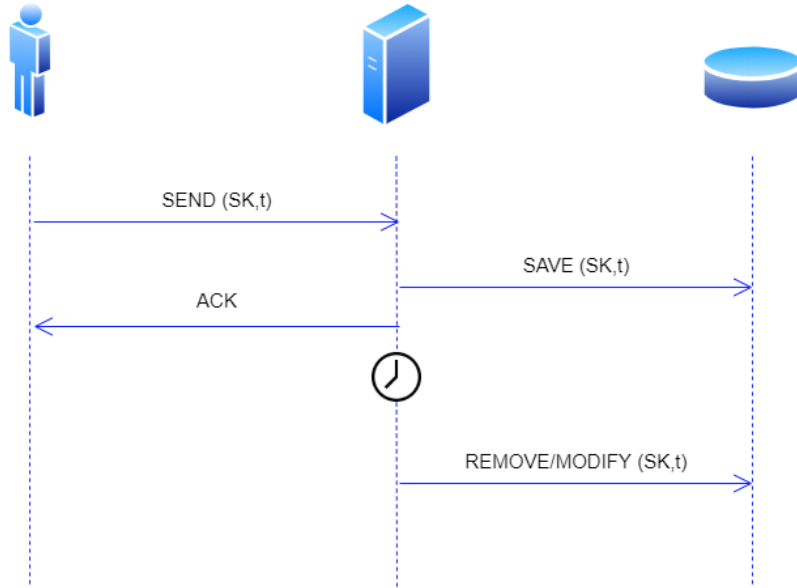 SEND (SK,t)
SAVE (SK,t)
ACK
REMOVE/MODIFY (SK,t)